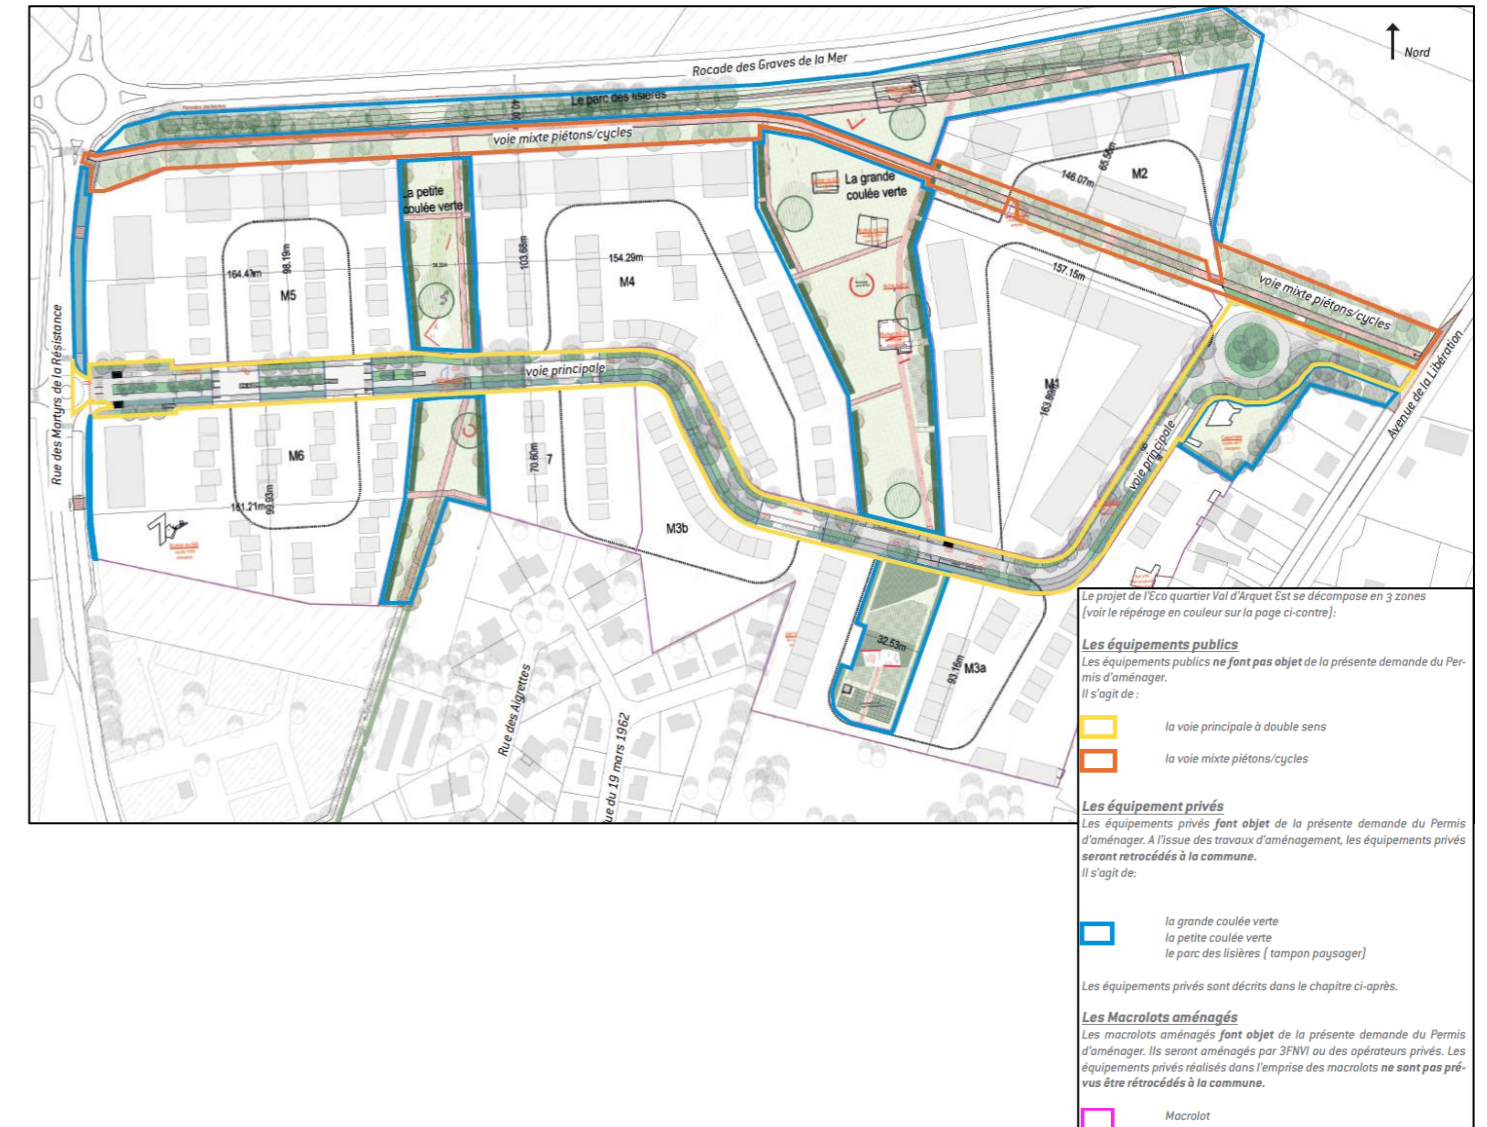 Nord
Rocade des Graves de la Mer
Le parc des lisières
40.00
voie mixte piétons/cycles
La petite
coulée verte
La grande
coulée verte
M2
65.56m
146.07m
103.68m
154.29m
M4
98.19m
164.47m
M5
157.15m
voie mixte piétons/cycles
Rue des Martyrs de la Résistance
voie principale
M1
163.89m
Avenue de la Libération
voie principale
M6
181.21m
99.93m
70.60m
7
M3b
32.53m
M3a
93.16m
Rue des Aigrettes
ue du 19 mars 1962
Le projet de l'Eco quartier Val d'Arquet Est se décompose en 3 zones
(voir le répérage en couleur sur la page ci-contre):
Les équipements publics
Les équipements publics ne font pas objet de la présente demande du Per-
mis d'aménager.
Il s'agit de :
la voie principale à double sens
la voie mixte piétons/cycles
Les équipement privés
Les équipements privés font objet de la présente demande du Permis
d'aménager. A l'issue des travaux d'aménagement, les équipements privés
seront retrocédés à la commune.
Il s'agit de:
la grande coulée verte
la petite coulée verte
le parc des lisières ( tampon paysager)
Les équipements privés sont décrits dans le chapitre ci-après.
Les Macrolots aménagés
Les macrolots aménagés font objet de la présente demande du Permis
d'aménager. Ils seront aménagés par 3FNVI ou des opérateurs privés. Les
équipements privés réalisés dans l'emprise des macrolots ne sont pas pré-
vus être rétrocédés à la commune.
Macrolot